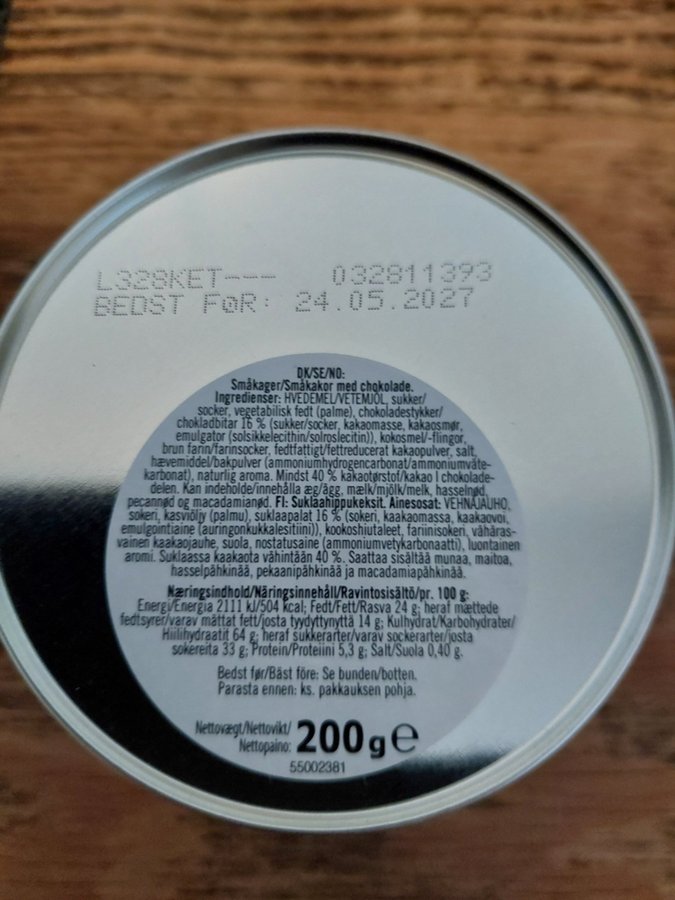 L328KET--- 032811393
BEDST FØR: 24.05.2027
DK/SE/NO:
Småkager/Småkakor med chokolade.
Ingredienser: HVEDEMEL/VETEMJÖL, sukker/
socker, vegetabilisk fedt (palme), chokoladestykker/
chokladbitar 16 % (sukker/socker, kakaomasse, kakaosmør,
emulgator (solsikkelecithin/solroslecitin)), kokosmel/-flingor,
brun farin/farinsocker, fedtfattigt/fettreducerat kakaopulver, salt,
hævemiddel/bakpulver (ammoniumhydrogencarbonat/ammoniumväte-
karbonat), naturlig aroma. Mindst 40 % kakaotørstof/kakao I chokolade-
delen. Kan indeholde/innehålla æg/ägg, mælk/mjölk/melk, hasselnød,
pecannød og macadamianød. FI: Suklaahippukeksit. Ainesosat: VEHNÄJAUHO,
sokeri, kasviöljy (palmu), suklaapalat 16 % (sokeri, kaakaomassa, kaakaovoi,
emulgointiaine (auringonkukkalesitiini)), kookoshiutaleet, fariinisokeri, vähäras-
vainen kaakaojauhe, suola, nostatusaine (ammoniumvetykarbonaatti), luontainen
aromi. Suklaassa kaakaota vähintään 40 %. Saattaa sisältää munaa, maitoa,
hasselpähkinää, pekaanipähkinää ja macadamiapähkinää.
Næringsindhold/Näringsinnehåll/Ravintosisältö/pr. 100 g:
Energi/Energia 2111 kJ/504 kcal; Fedt/Fett/Rasva 24 g; heraf mættede
fedtsyrer/varav mättat fett/josta tyydyttynyttä 14 g; Kulhydrat/Karbohydrater/
Hiilihydraatit 64 g; heraf sukkerarter/varav sockerarter/josta
sokereita 33 g; Protein/Proteiini 5,3 g; Salt/Suola 0,40 g.
Bedst før/Bäst före: Se bunden/botten.
Parasta ennen: ks. pakkauksen pohja.
Nettovægt/Nettovikt/
Nettopaino: 200 g ℮
55002381